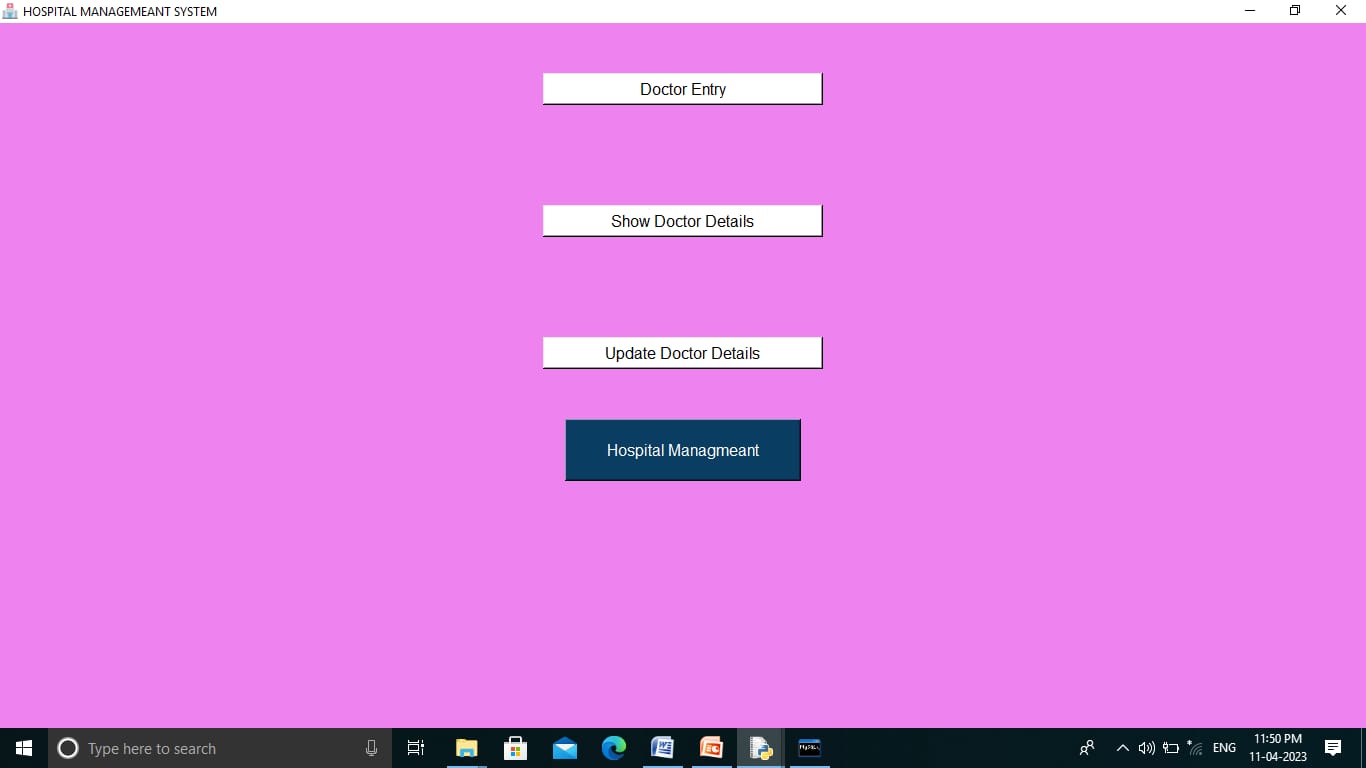 HOSPITAL MANAGEMEANT SYSTEM
Doctor Entry
Show Doctor Details
Update Doctor Details
Hospital Managmeant
Type here to search
ENG
11:50 PM
11-04-2023